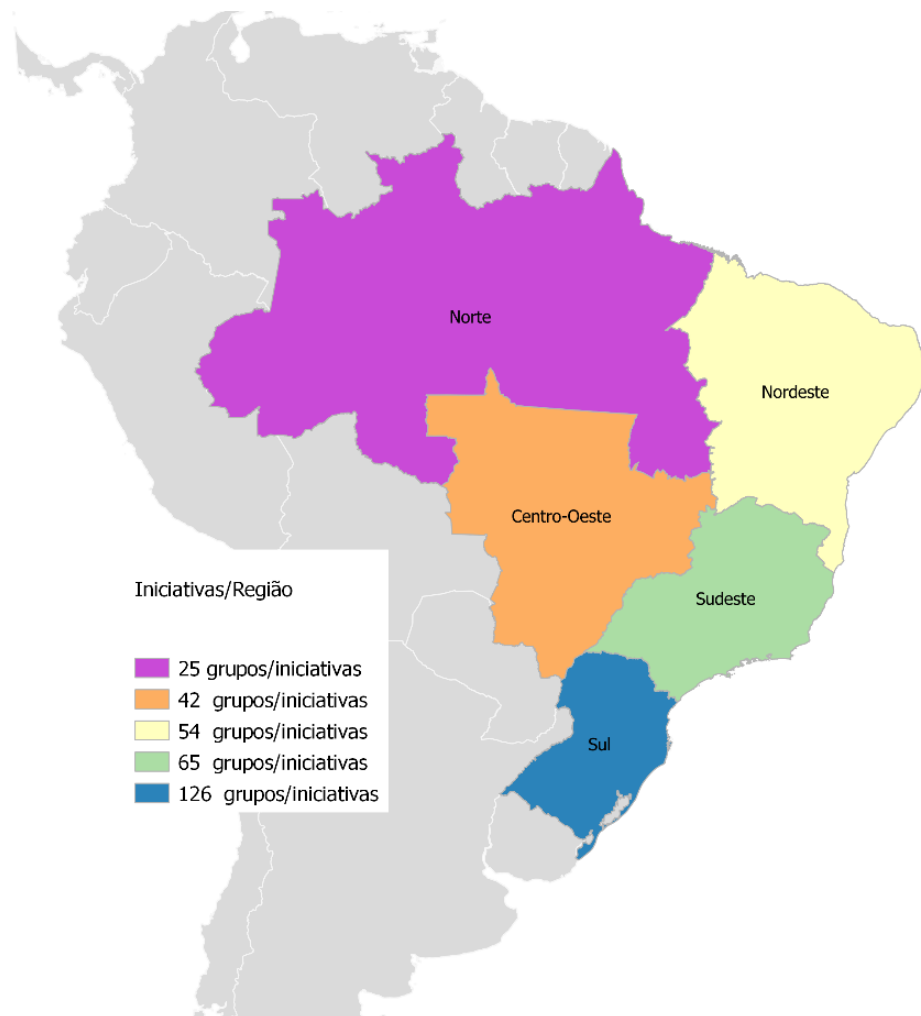 Norte
Nordeste
Centro-Oeste
Sudeste
Sul
Iniciativas/Região
25 grupos/iniciativas
42 grupos/iniciativas
54 grupos/iniciativas
65 grupos/iniciativas
126 grupos/iniciativas